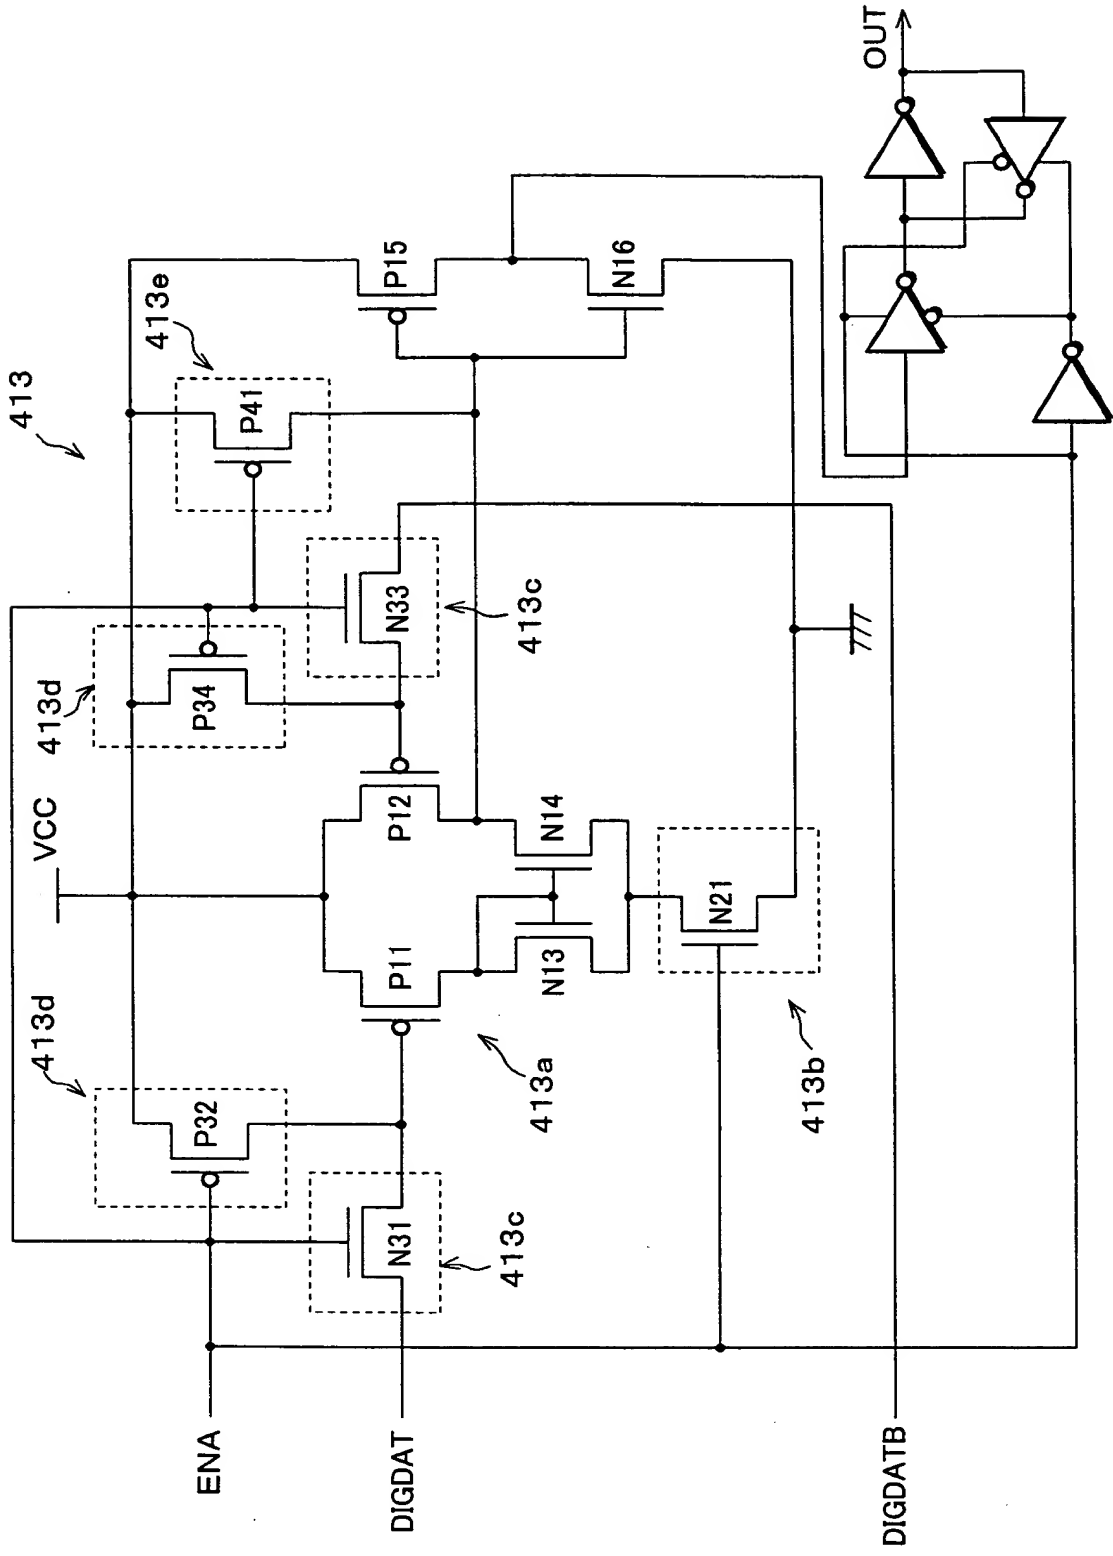 413
413d
VCC
413d
413e
P32
P34
P41
N31
413c
P11
P12
N33
413c
P15
413a
N13
N14
N16
413b
N21
ENA
DIGDAT
DIGDATB
OUT